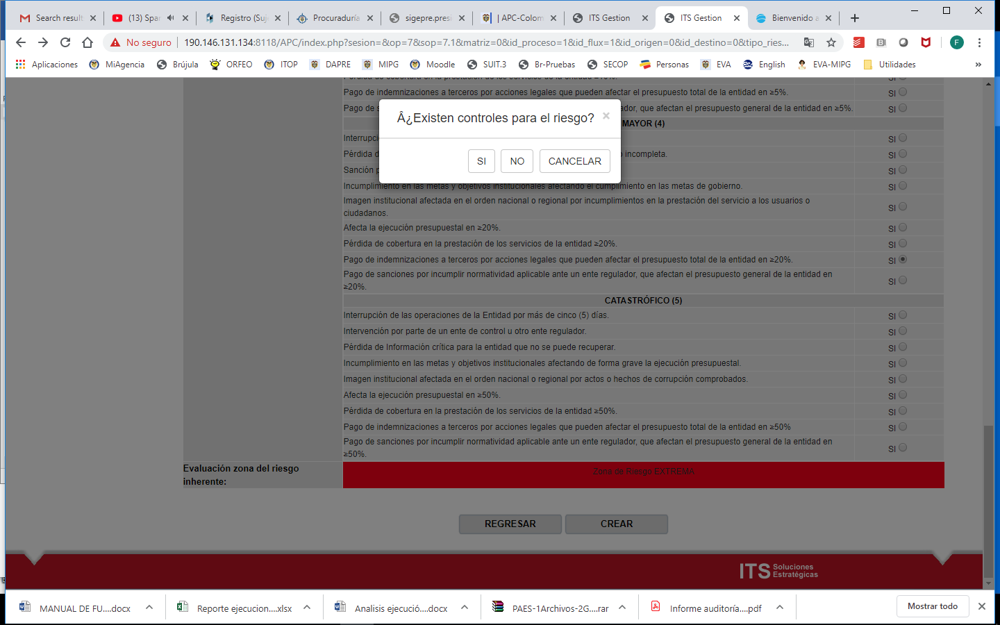 Search result
(13) Spar
Registro (Suj
Procuraduría
sigepre.presi
| APC-Colom
ITS Gestion
ITS Gestion
Bienvenido a
No seguro
190.146.131.134:8118/APC/index.php?sesion=&op=7&sop=7.1&matriz=0&id_proceso=1&id_flux=1&id_origen=0&id_destino=0&tipo_ries...
F
Aplicaciones
MiAgencia
Brújula
ORFEO
ITOP
DAPRE
MIPG
Moodle
SUIT.3
Br-Pruebas
SECOP
Personas
EVA
English
EVA-MIPG
Utilidades
»
SI
Pago de indemnizaciones a terceros por acciones legales que pueden afectar el presupuesto total de la entidad en ≥5%.
SI
Pago de s
ador, que afectan el presupuesto general de la entidad en ≥5%.
SI
Â¿Existen controles para el riesgo?
×
SI
NO
CANCELAR
MAYOR (4)
Interrupci
SI
Pérdida d
o incompleta.
SI
Sanción p
SI
Incumplimiento en las metas y objetivos institucionales afectando el cumplimiento en las metas de gobierno.
SI
Imagen institucional afectada en el orden nacional o regional por incumplimientos en la prestación del servicio a los usuarios o
ciudadanos.
SI
Afecta la ejecución presupuestal en ≥20%.
SI
Pérdida de cobertura en la prestación de los servicios de la entidad ≥20%.
SI
Pago de indemnizaciones a terceros por acciones legales que pueden afectar el presupuesto total de la entidad en ≥20%.
SI
Pago de sanciones por incumplir normatividad aplicable ante un ente regulador, que afectan el presupuesto general de la entidad en
≥20%.
SI
CATASTRÓFICO (5)
Interrupción de las operaciones de la Entidad por más de cinco (5) días.
SI
Intervención por parte de un ente de control u otro ente regulador.
SI
Pérdida de Información crítica para la entidad que no se puede recuperar.
SI
Incumplimiento en las metas y objetivos institucionales afectando de forma grave la ejecución presupuestal.
SI
Imagen institucional afectada en el orden nacional o regional por actos o hechos de corrupción comprobados.
SI
Afecta la ejecución presupuestal en ≥50%.
SI
Pérdida de cobertura en la prestación de los servicios de la entidad ≥50%.
SI
Pago de indemnizaciones a terceros por acciones legales que pueden afectar el presupuesto total de la entidad en ≥50%
SI
Pago de sanciones por incumplir normatividad aplicable ante un ente regulador, que afectan el presupuesto general de la entidad en
≥50%.
SI
Evaluación zona del riesgo
inherente:
Zona de Riesgo EXTREMA
REGRESAR
CREAR
ITS Soluciones
Estratégicas
MANUAL DE FU....docx
Reporte ejecucion....xlsx
Analisis ejecució....docx
PAES-1Archivos-2G....rar
Informe auditoría....pdf
Mostrar todo